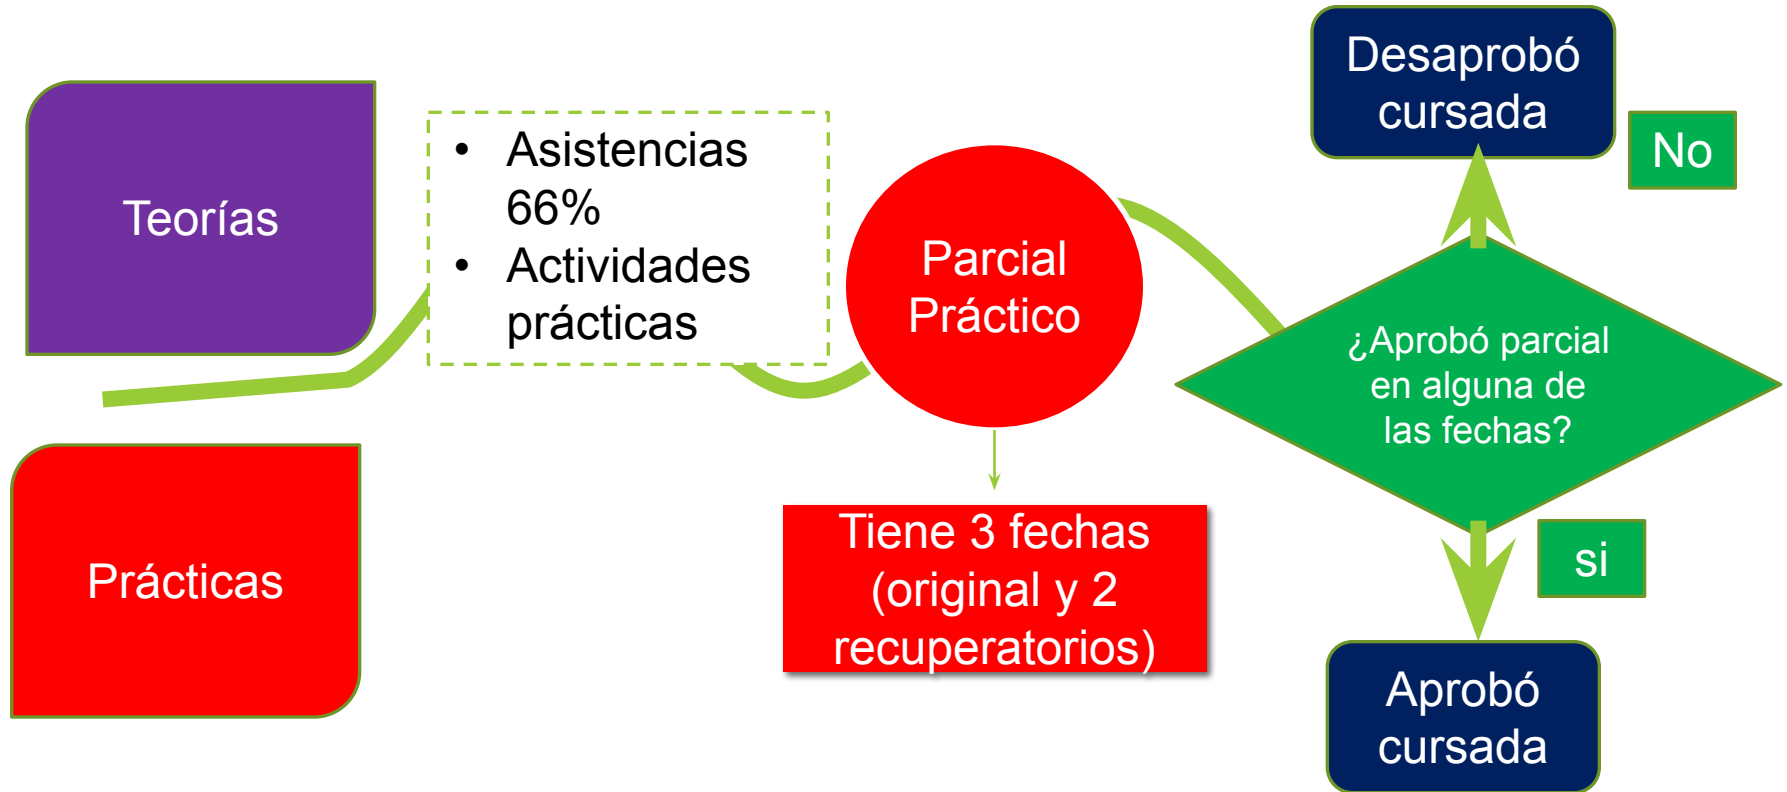 Teorías
Prácticas
• Asistencias
66%
• Actividades
prácticas
Parcial
Práctico
Tiene 3 fechas
(original y 2
recuperatorios)
¿Aprobó parcial
en alguna de
las fechas?
No
Desaprobó
cursada
si
Aprobó
cursada